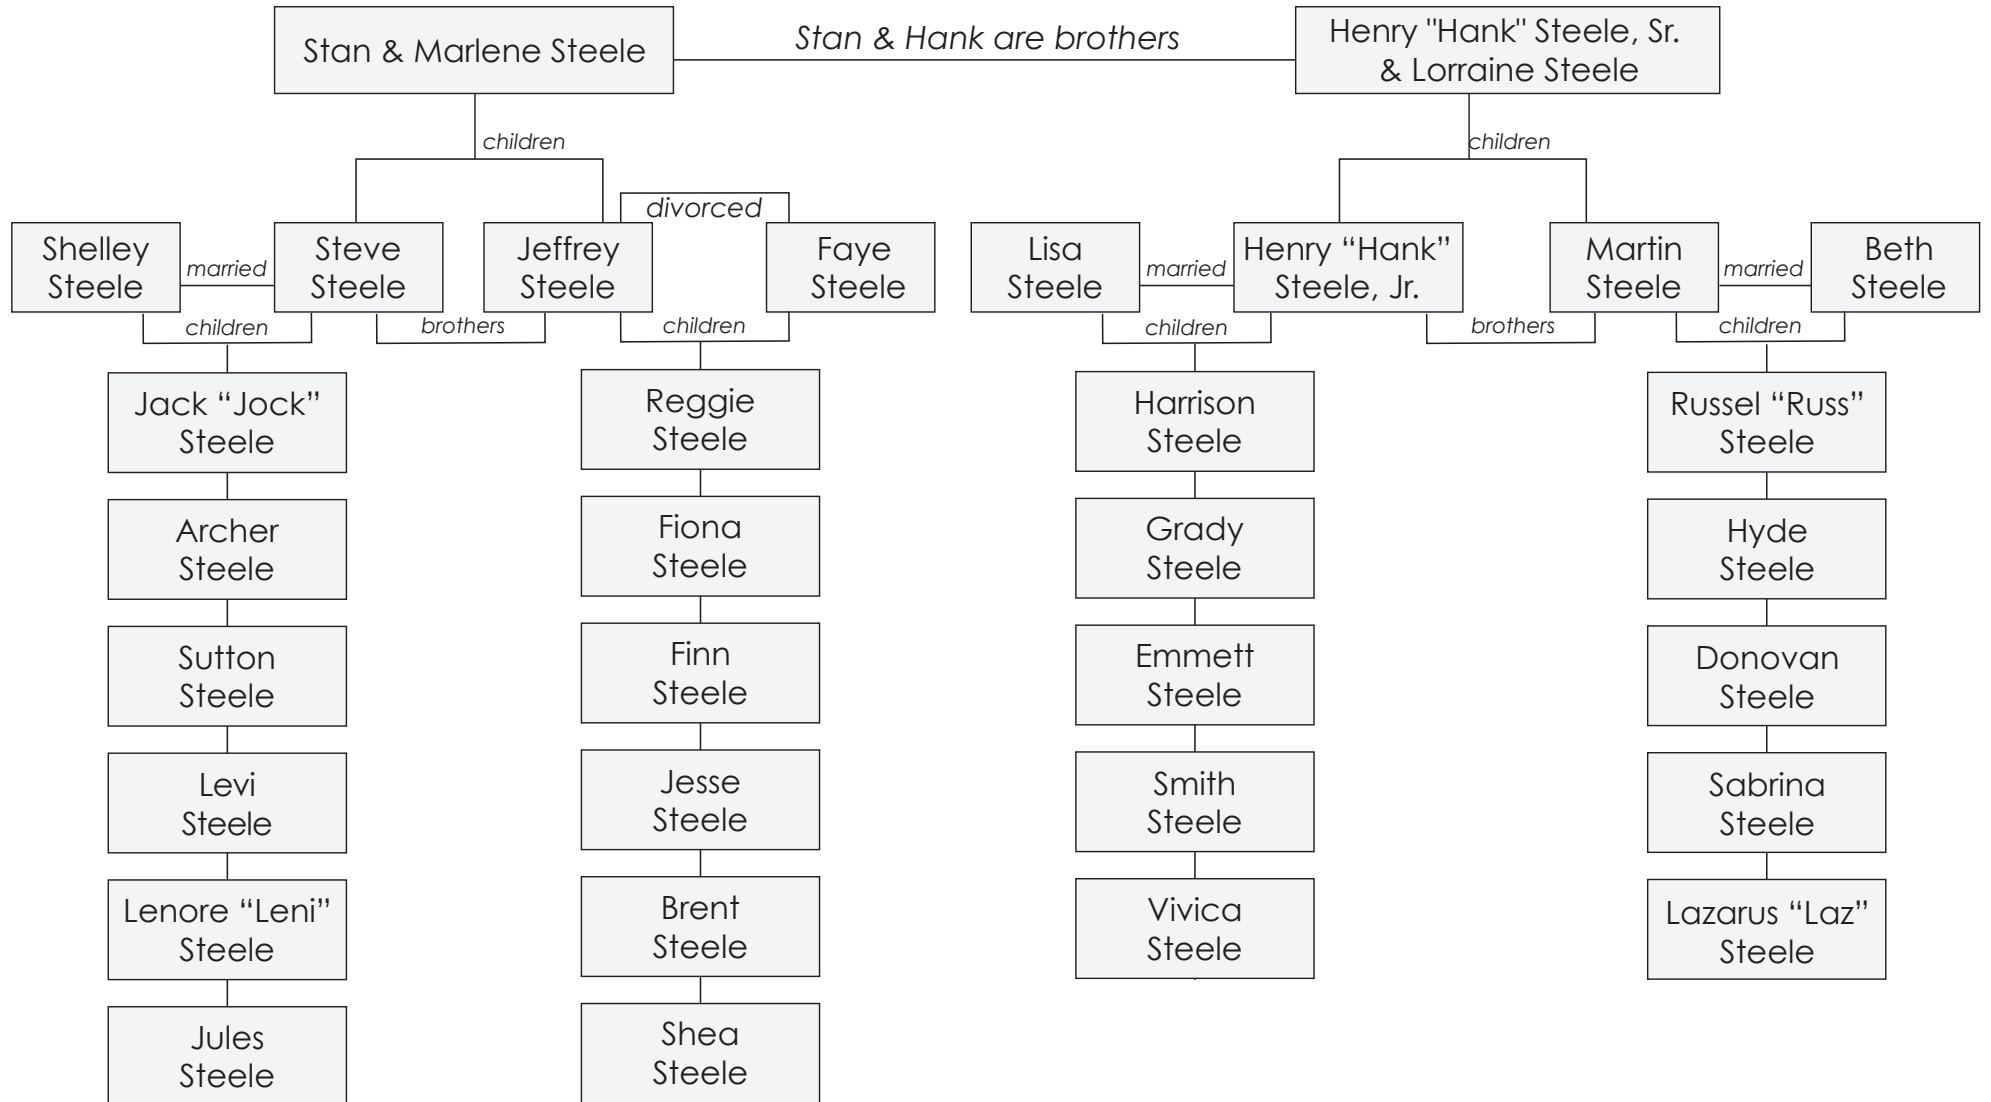 Stan & Marlene Steele
Stan & Hank are brothers
Henry "Hank" Steele, Sr.
& Lorraine Steele
children
children
divorced
Shelley
Steele
married
Steve
Steele
Jeffrey
Steele
Faye
Steele
Lisa
Steele
married
Henry “Hank”
Steele, Jr.
Martin
Steele
married
Beth
Steele
children
brothers
children
children
brothers
children
Jack “Jock”
Steele
Reggie
Steele
Harrison
Steele
Russel “Russ”
Steele
Archer
Steele
Fiona
Steele
Grady
Steele
Hyde
Steele
Sutton
Steele
Finn
Steele
Emmett
Steele
Donovan
Steele
Levi
Steele
Jesse
Steele
Smith
Steele
Sabrina
Steele
Lenore “Leni”
Steele
Brent
Steele
Vivica
Steele
Lazarus “Laz”
Steele
Jules
Steele
Shea
Steele